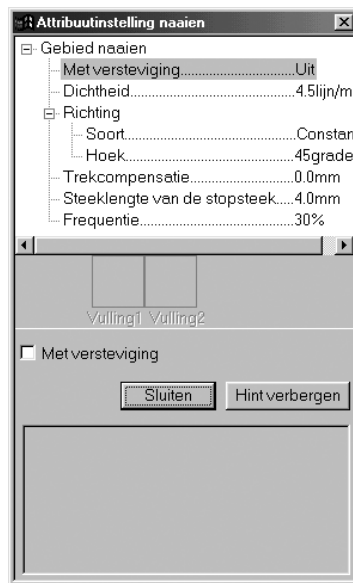 Attribuutinstelling naaien
Gebied naaien
Met versteviging..............................Uit
Dichtheid..........................................4.5lijn/m
Richting
Soort...........................................Constan
Hoek............................................45grade
Trekcompensatie.............................0.0mm
Steeklengte van de stopsteek.....4.0mm
Frequentie........................................30%
Vulling1 Vulling2
Met versteviging
Sluiten Hint verbergen